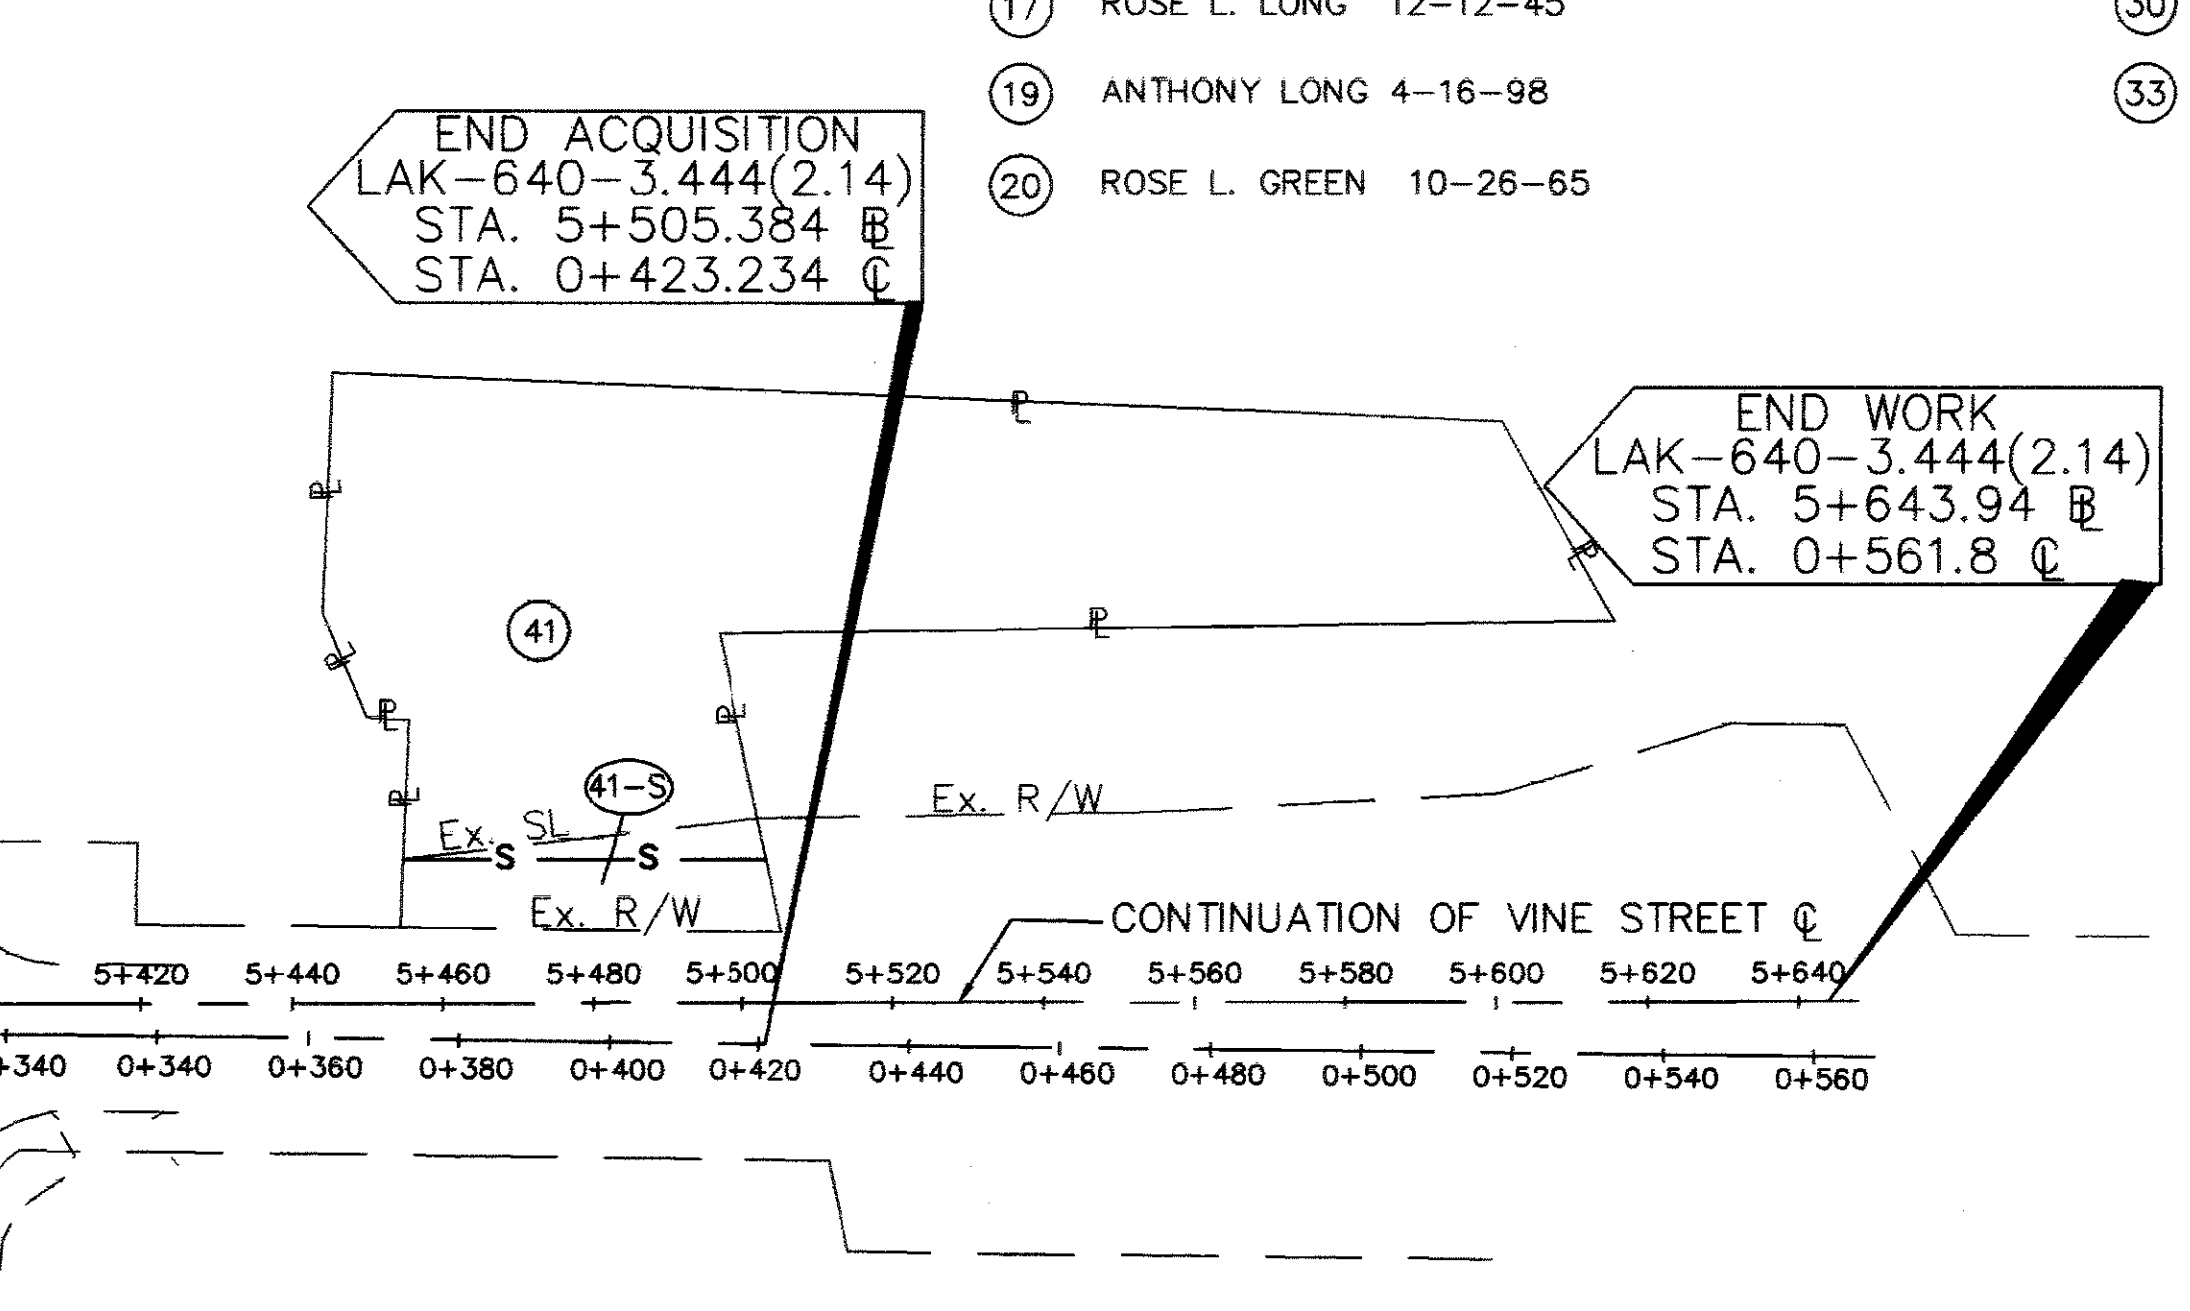 17 ROSE L. LONG 12-12-45
30
19 ANTHONY LONG 4-16-98
33
20 ROSE L. GREEN 10-26-65
END ACQUISITION
LAK-640-3.444(2.14)
STA. 5+505.384 BL
STA. 0+423.234 CL
END WORK
LAK-640-3.444(2.14)
STA. 5+643.94 BL
STA. 0+561.8 CL
PL
PL
PL
41
PL
PL
PL
PL
PL
41-S
Ex. SL
Ex. R/W
S S
Ex. R/W
CONTINUATION OF VINE STREET CL
5+420 5+440 5+460 5+480 5+500 5+520 5+540 5+560 5+580 5+600 5+620 5+640
+340 0+340 0+360 0+380 0+400 0+420 0+440 0+460 0+480 0+500 0+520 0+540 0+560